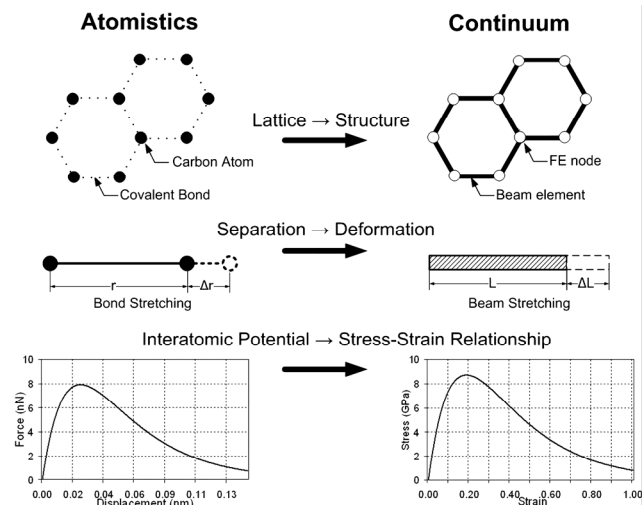 Atomistics
Continuum
Lattice → Structure
Carbon Atom
Covalent Bond
FE node
Beam element
Separation → Deformation
r
Δr
Bond Stretching
L
ΔL
Beam Stretching
Interatomic Potential → Stress-Strain Relationship
10
8
6
4
2
0
Force (nN)
0.00 0.02 0.04 0.06 0.09 0.11 0.13
Displacement (nm)
10
8
6
4
2
0
Stress (GPa)
0.00 0.20 0.40 0.60 0.80 1.00
Strain